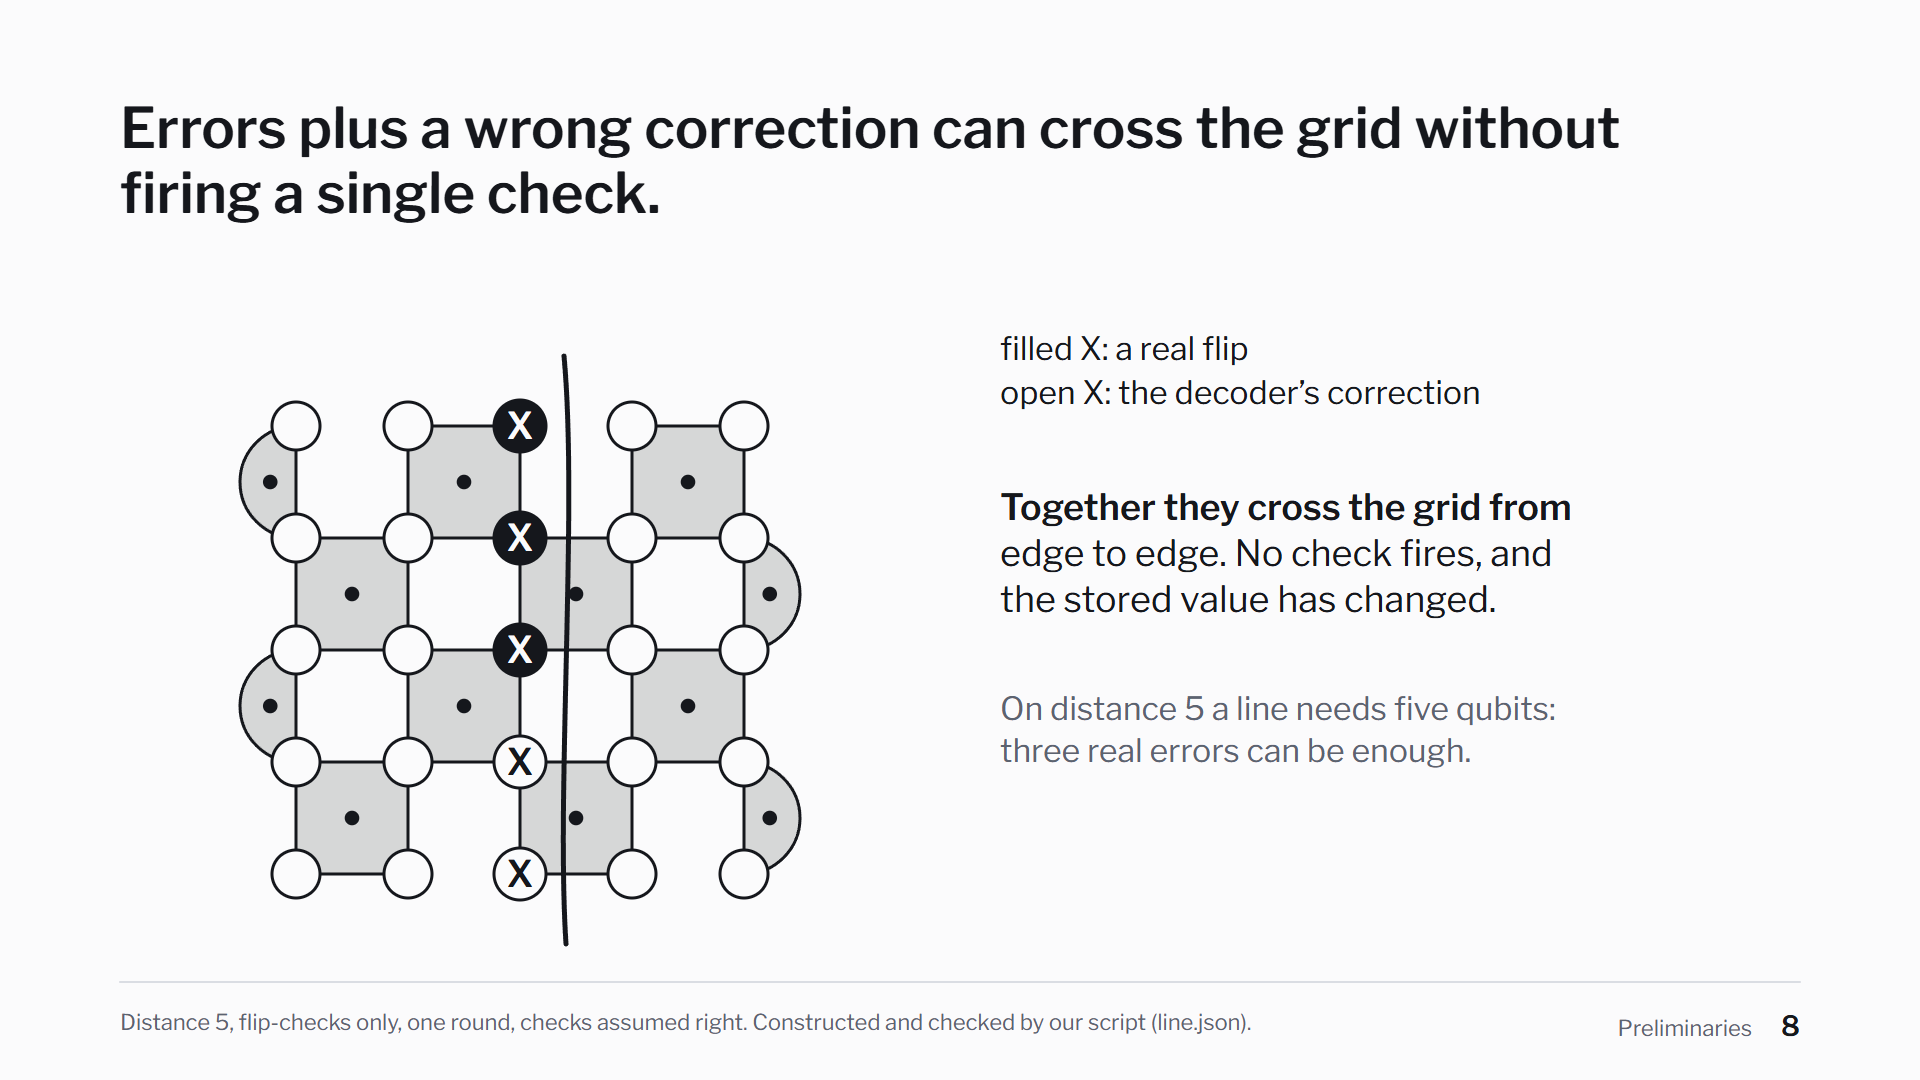 Errors plus a wrong correction can cross the grid without
firing a single check.
X
X
X
X
X
filled X: a real flip
open X: the decoder’s correction
Together they cross the grid from
edge to edge. No check fires, and
the stored value has changed.
On distance 5 a line needs five qubits:
three real errors can be enough.
Distance 5, flip-checks only, one round, checks assumed right. Constructed and checked by our script (line.json).
Preliminaries 8